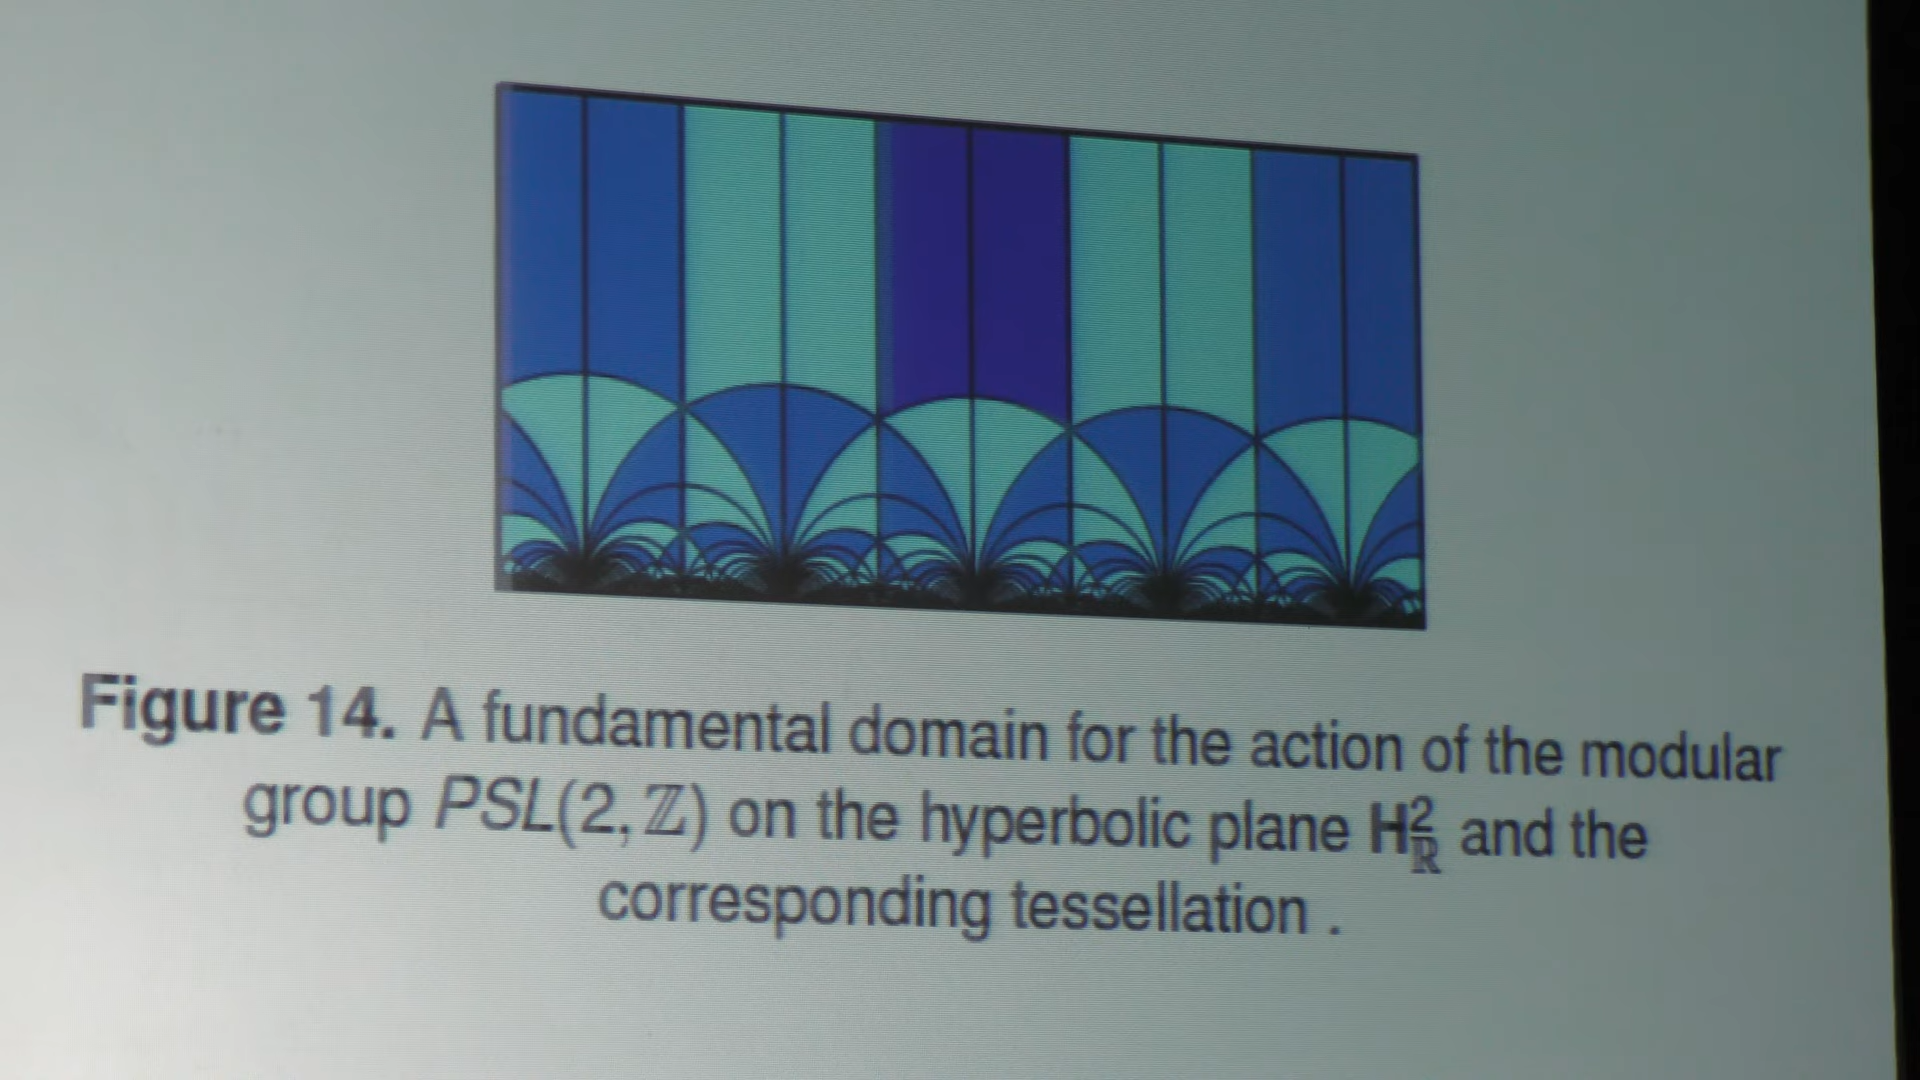 Figure 14. A fundamental domain for the action of the modular
group PSL(2, ℤ) on the hyperbolic plane H²_ℝ and the
corresponding tessellation .